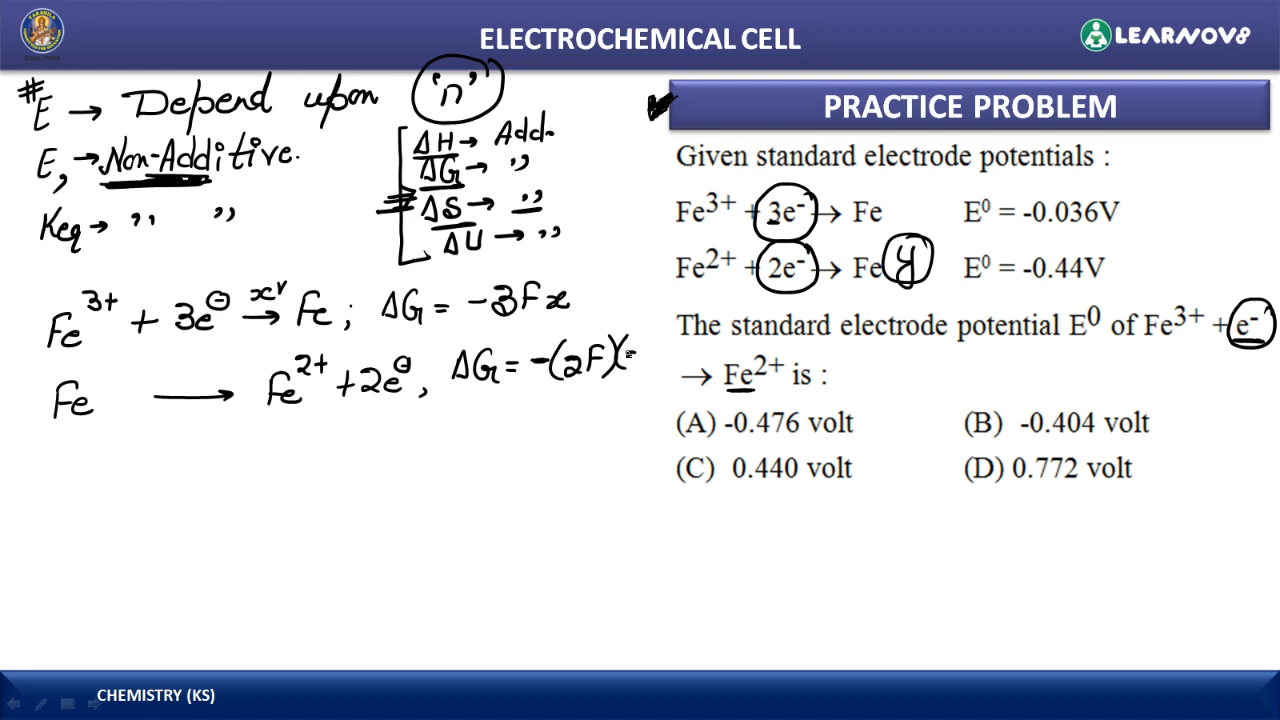 ELECTROCHEMICAL CELL
LEARNOV8
# E → Depend upon 'n'
E, → Non-Additive.
Keq → ,, ,,
ΔH → Add-
ΔG → ,,
ΔS → ,,
ΔU → ,,
Fe³⁺ + 3e⊖ →(xV) Fe ; ΔG = -3Fx
Fe → Fe²⁺ + 2e⊖, ΔG = -(2F)(-
PRACTICE PROBLEM
Given standard electrode potentials :
Fe³⁺ + 3e⁻ → Fe E⁰ = -0.036V
Fe²⁺ + 2e⁻ → Fe y E⁰ = -0.44V
The standard electrode potential E⁰ of Fe³⁺ + e⁻
→ Fe²⁺ is :
(A) -0.476 volt (B) -0.404 volt
(C) 0.440 volt (D) 0.772 volt
CHEMISTRY (KS)